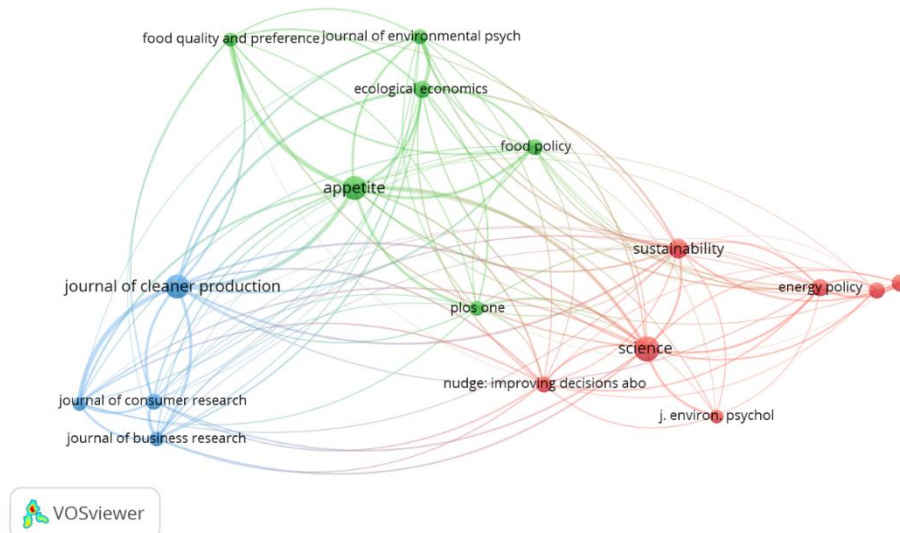 food quality and preference
journal of environmental psych
ecological economics
food policy
appetite
sustainability
journal of cleaner production
energy policy
plos one
science
nudge: improving decisions abo
journal of consumer research
j. environ. psychol
journal of business research
VOSviewer